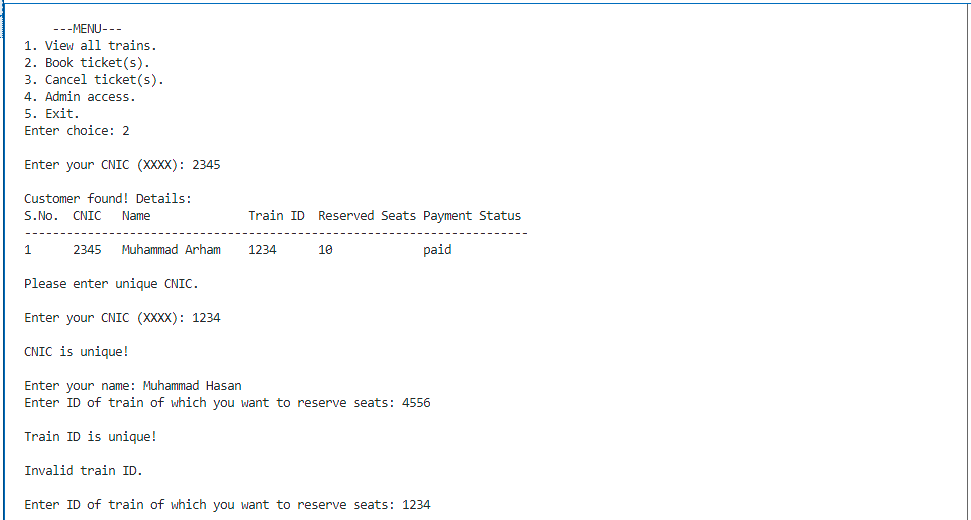 ---MENU---
1. View all trains.
2. Book ticket(s).
3. Cancel ticket(s).
4. Admin access.
5. Exit.
Enter choice: 2
Enter your CNIC (XXXX): 2345
Customer found! Details:
S.No. CNIC Name Train ID Reserved Seats Payment Status
------------------------------------------------------------------------
1 2345 Muhammad Arham 1234 10 paid
Please enter unique CNIC.
Enter your CNIC (XXXX): 1234
CNIC is unique!
Enter your name: Muhammad Hasan
Enter ID of train of which you want to reserve seats: 4556
Train ID is unique!
Invalid train ID.
Enter ID of train of which you want to reserve seats: 1234